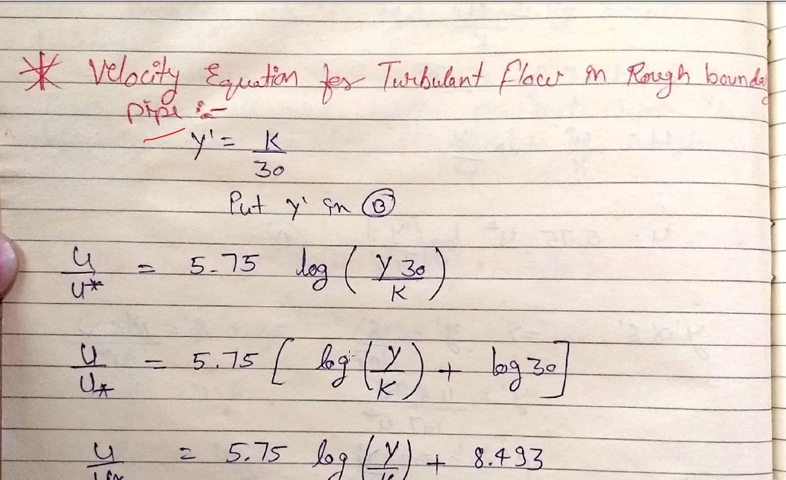 * Velocity Equation for Turbulant Flow in Rough bounda
pipe :-
y' = K/30
Put y' in (B)
u/u* = 5.75 log (y 30/K)
u/u* = 5.75 [ log (y/K) + log 30 ]
u/u* = 5.75 log (y/K) + 8.493